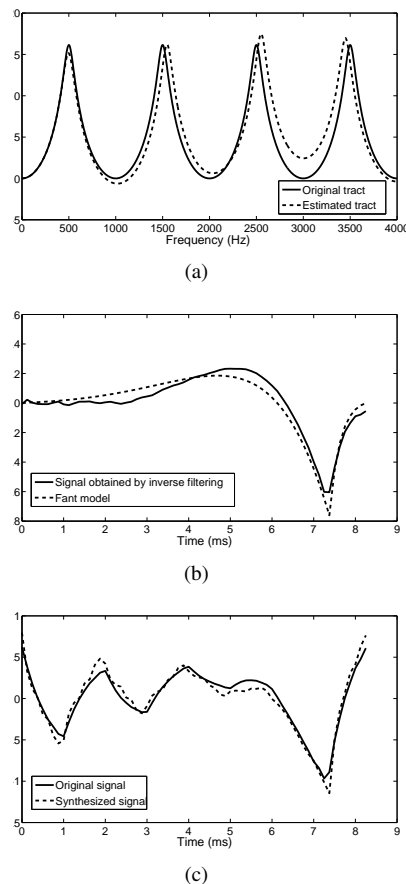 0
5
0
5
0
5
0 500 1000 1500 2000 2500 3000 3500 4000
Frequency (Hz)
Original tract
Estimated tract
(a)
6
4
2
0
2
4
6
8
0 1 2 3 4 5 6 7 8 9
Time (ms)
Signal obtained by inverse filtering
Fant model
(b)
1
.5
0
.5
1
5
0 1 2 3 4 5 6 7 8 9
Time (ms)
Original signal
Synthesized signal
(c)